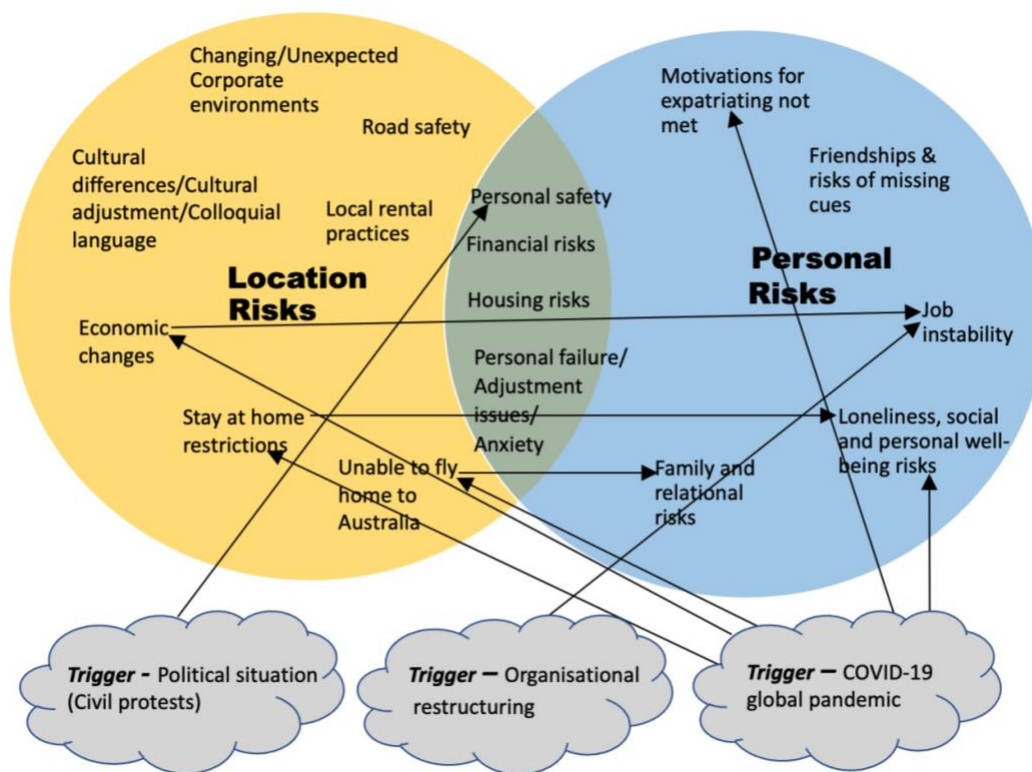 Changing/Unexpected
Corporate
environments
Road safety
Cultural
differences/Cultural
adjustment/Colloquial
language
Local rental
practices
Location
Risks
Economic
changes
Stay at home
restrictions
Unable to fly
home to
Australia
Personal safety
Financial risks
Housing risks
Personal failure/
Adjustment
issues/
Anxiety
Motivations for
expatriating not
met
Friendships &
risks of missing
cues
Personal
Risks
Job
instability
Loneliness, social
and personal well-
being risks
Family and
relational
risks
Trigger - Political situation
(Civil protests)
Trigger – Organisational
restructuring
Trigger – COVID-19
global pandemic